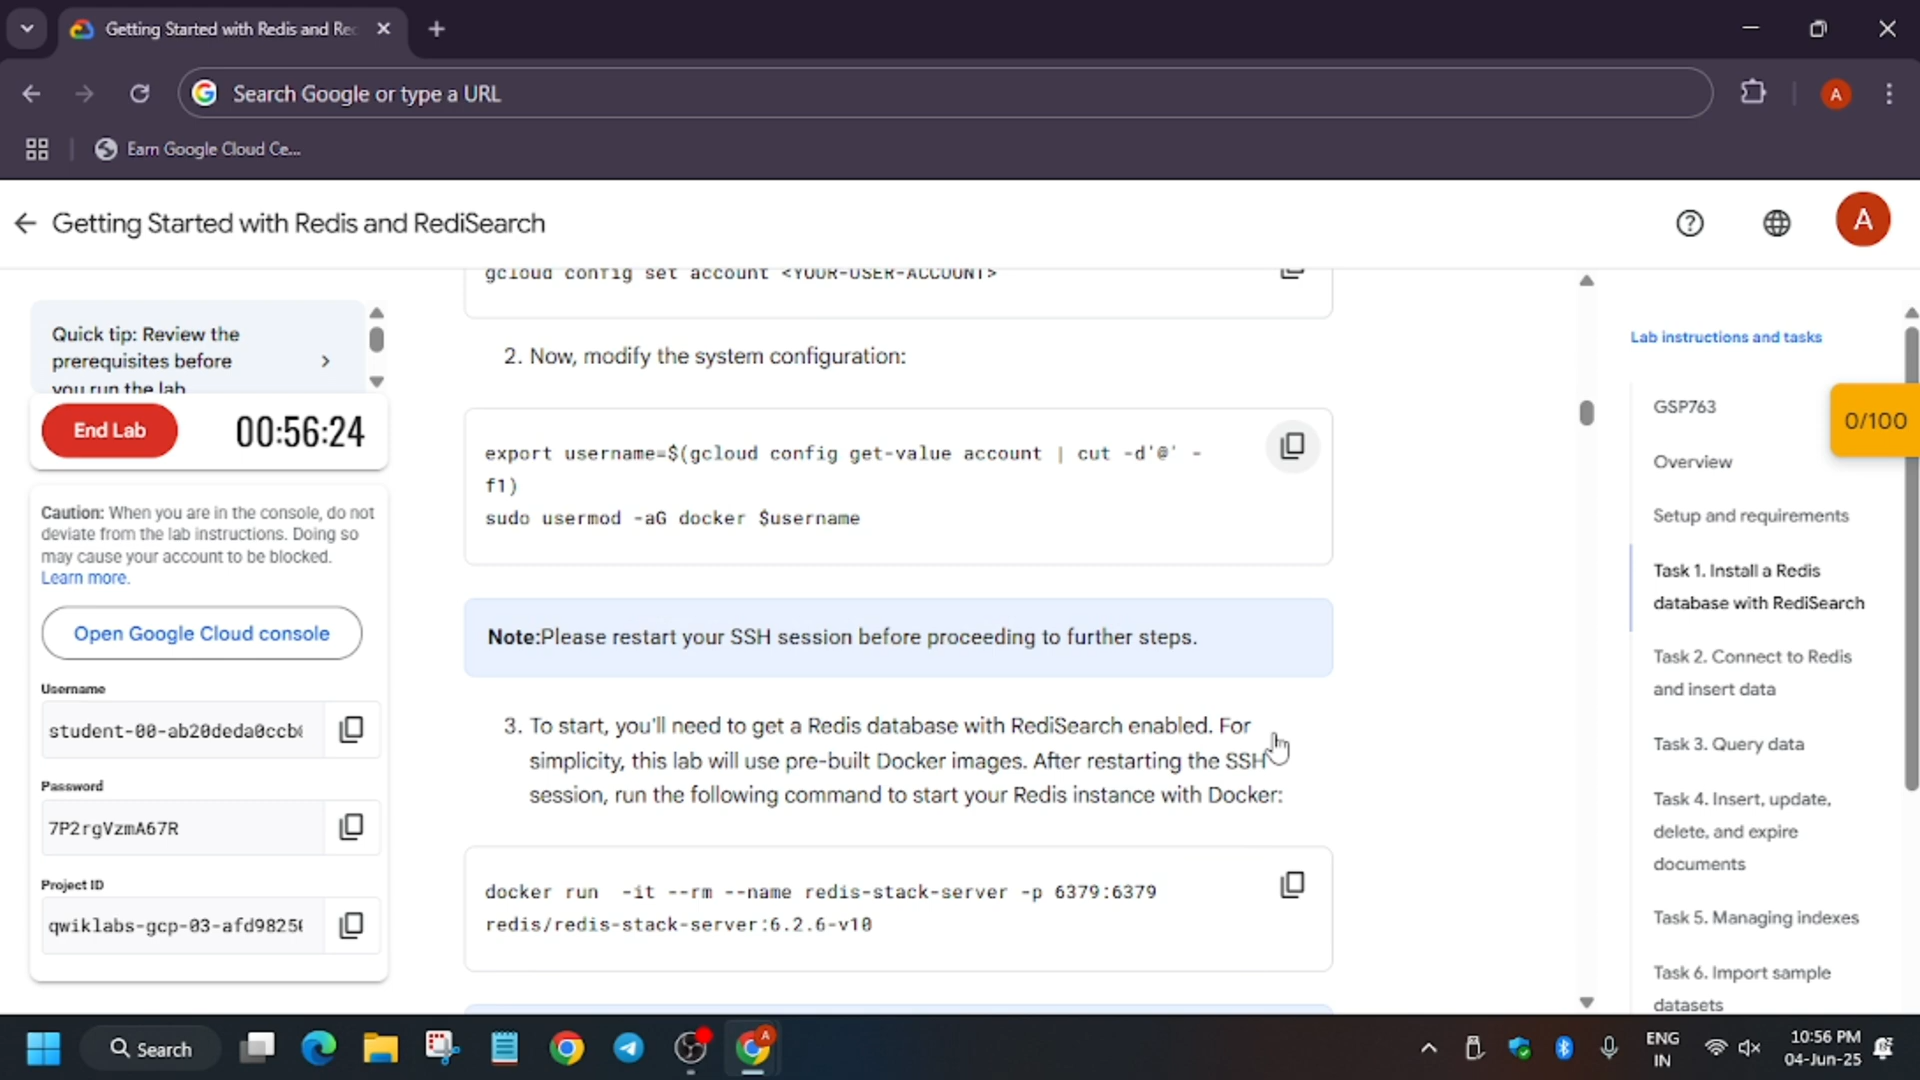 Getting Started with Redis and Rec
Search Google or type a URL
A
Earn Google Cloud Ce...
Getting Started with Redis and RediSearch
A
Quick tip: Review the
prerequisites before
you run the lab
End Lab
00:56:24
Caution: When you are in the console, do not
deviate from the lab instructions. Doing so
may cause your account to be blocked.
Learn more.
Open Google Cloud console
Username
student-00-ab20deda0ccb
Password
7P2rgVzmA67R
Project ID
qwiklabs-gcp-03-afd9825
gcloud config set account <YOUR-USER-ACCOUNT>
2. Now, modify the system configuration:
export username=$(gcloud config get-value account | cut -d'@' -
f1)
sudo usermod -aG docker $username
Note:Please restart your SSH session before proceeding to further steps.
3. To start, you'll need to get a Redis database with RediSearch enabled. For
simplicity, this lab will use pre-built Docker images. After restarting the SSH
session, run the following command to start your Redis instance with Docker:
docker run  -it --rm --name redis-stack-server -p 6379:6379
redis/redis-stack-server:6.2.6-v10
Lab instructions and tasks
GSP763
0/100
Overview
Setup and requirements
Task 1. Install a Redis
database with RediSearch
Task 2. Connect to Redis
and insert data
Task 3. Query data
Task 4. Insert, update,
delete, and expire
documents
Task 5. Managing indexes
Task 6. Import sample
datasets
Search
A
ENG
IN
10:56 PM
04-Jun-25